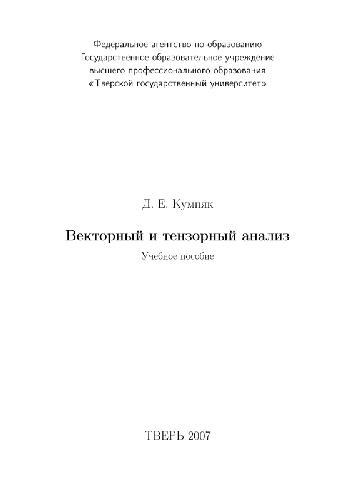 Федеральное агентство по образованию
Государственное образовательное учреждение
высшего профессионального образования
«Тверской государственный университет»
Д. Е. Кумпяк
Векторный и тензорный анализ
Учебное пособие
ТВЕРЬ 2007